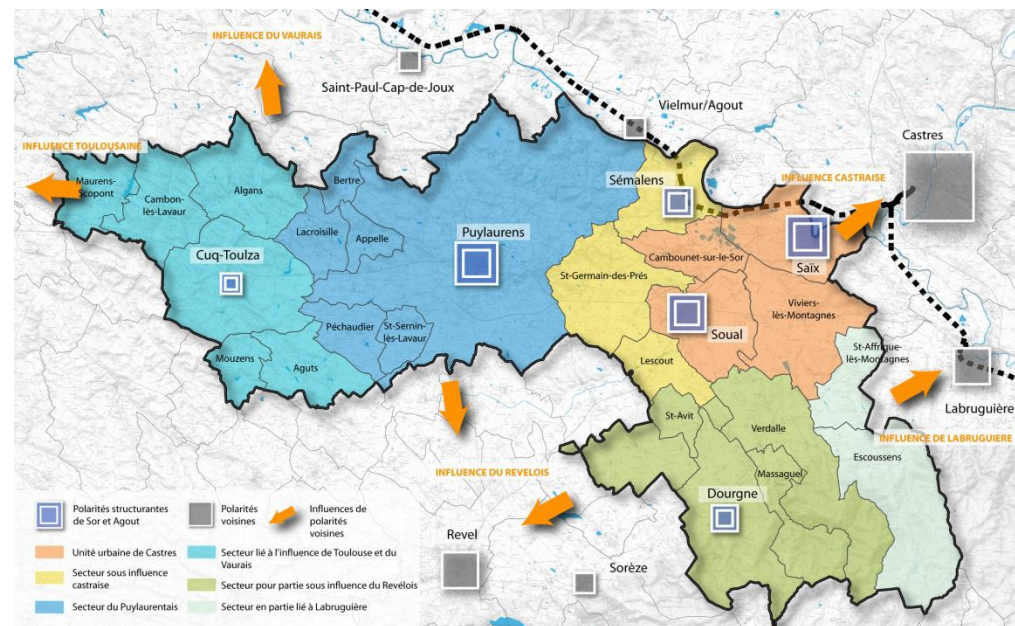 INFLUENCE DU VAURAIS
Saint-Paul-Cap-de-Joux
Vielmur/Agout
Castres
INFLUENCE TOULOUSAINE
Maurens-
Scopont
Cambon-
lès-Lavaur
Algans
Bertre
Sémalens
INFLUENCE CASTRAISE
Lacroisille
Appelle
Puylaurens
Cuq-Toulza
Cambounet-sur-le-Sor
Saïx
St-Germain-des-Prés
Viviers-
lès-Montagnes
Péchaudier
St-Sernin-
lès-Lavaur
Soual
St-Affrique-
lès-Montagnes
Mouzens
Aguts
Lescout
Labruguière
St-Avit
Verdalle
INFLUENCE DE LABRUGUIERE
Escoussens
INFLUENCE DU REVELOIS
Massaguel
Dourgne
Revel
Sorèze
Polarités structurantes
de Sor et Agout
Polarités
voisines
Influences de
polarités
voisines
Unité urbaine de Castres
Secteur sous influence
castraise
Secteur du Puylaurentais
Secteur lié à l'influence de Toulouse et du
Vaurais
Secteur pour partie sous influence du Revélois
Secteur en partie lié à Labruguière